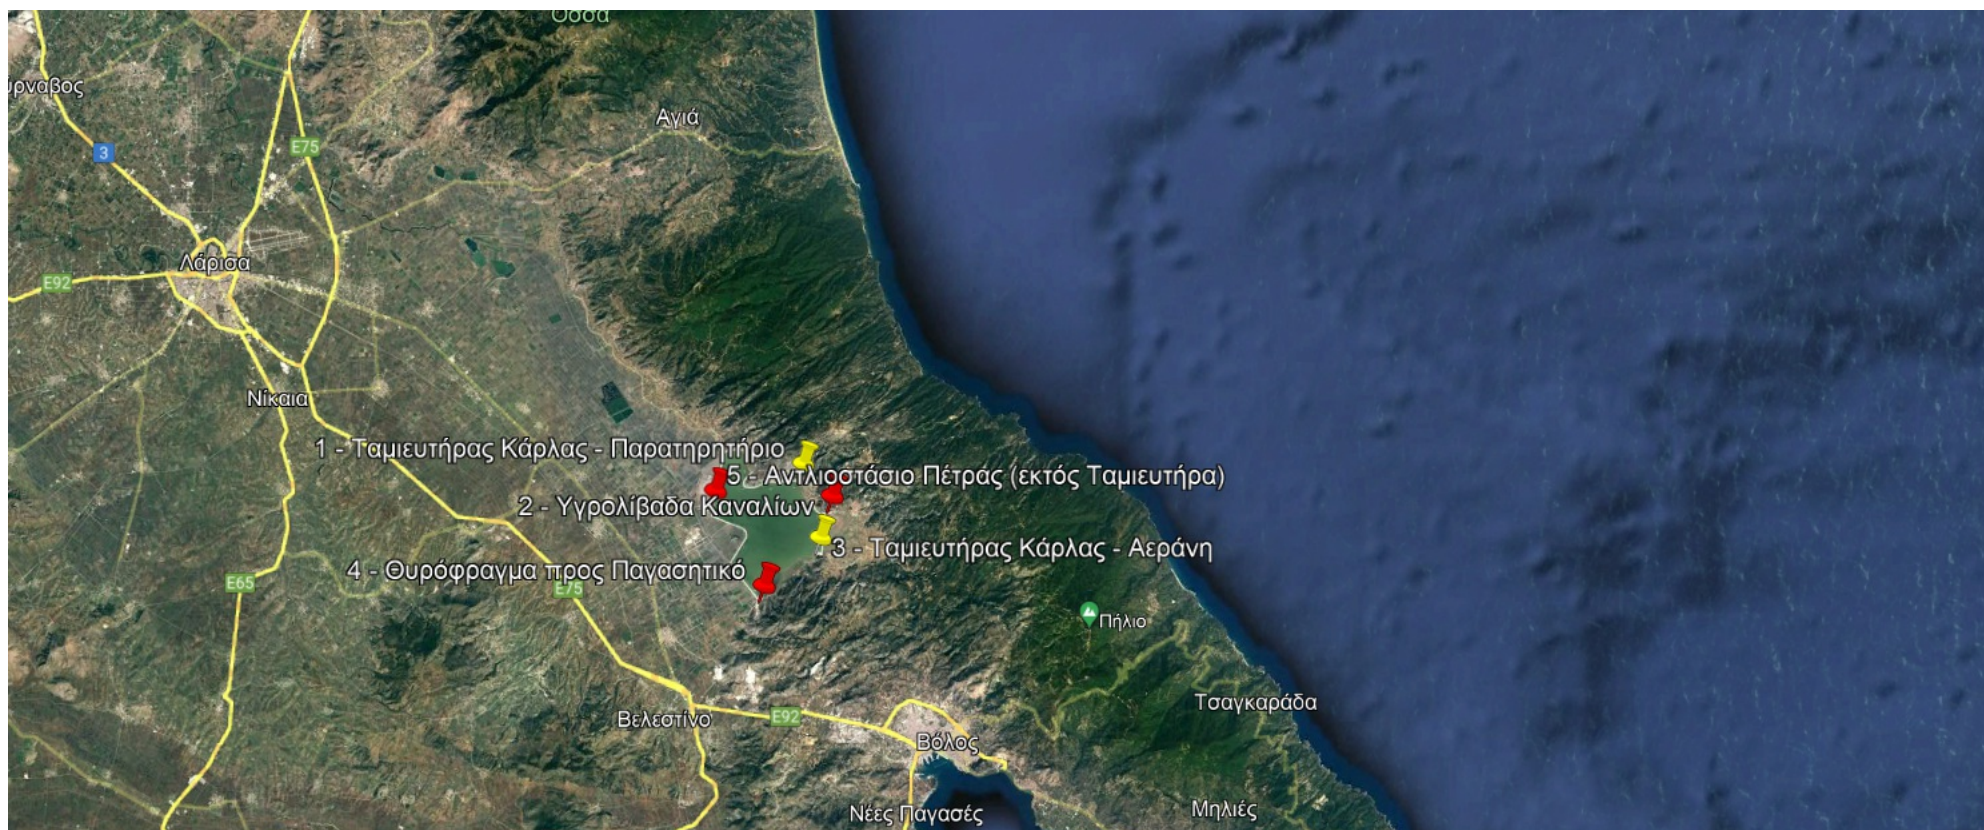 Όσσα
ύρναβος
Αγιά
3
E75
Λάρισα
E92
Νίκαια
1 - Ταμιευτήρας Κάρλας - Παρατηρητήριο
5 - Αντλιοστάσιο Πέτρας (εκτός Ταμιευτήρα)
2 - Υγρολίβαδα Καναλίων
3 - Ταμιευτήρας Κάρλας - Αεράνη
4 - Θυρόφραγμα προς Παγασητικό
E65
E75
Πήλιο
Τσαγκαράδα
Βελεστίνο
E92
Βόλος
Νέες Παγασές
Μηλιές